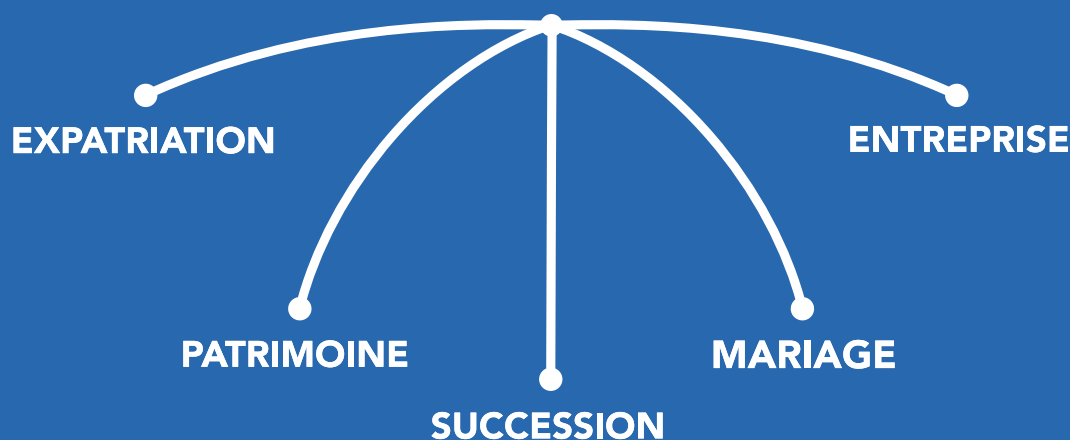 EXPATRIATION
ENTREPRISE
PATRIMOINE
MARIAGE
SUCCESSION